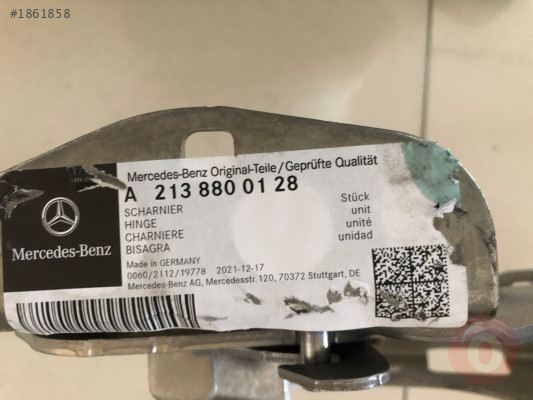 #1861858
Mercedes-Benz Original-Teile/Geprüfte Qualität
A 213 880 01 28
SCHARNIER Stück
HINGE unit
CHARNIERE unité
BISAGRA unidad
Made in GERMANY
0060/2112/19778 2021-12-17
Mercedes-Benz AG, Mercedesstr.120, 70372 Stuttgart, DE
Mercedes-Benz